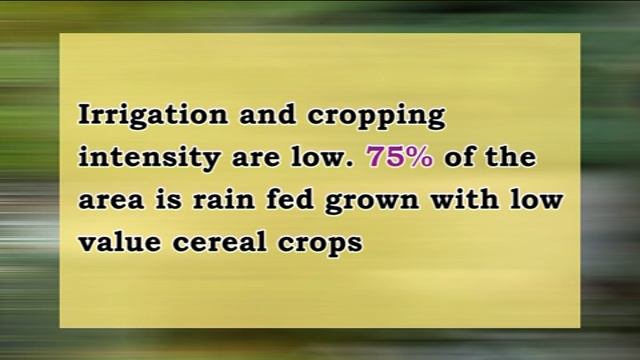 Irrigation and cropping
intensity are low. 75% of the
area is rain fed grown with low
value cereal crops